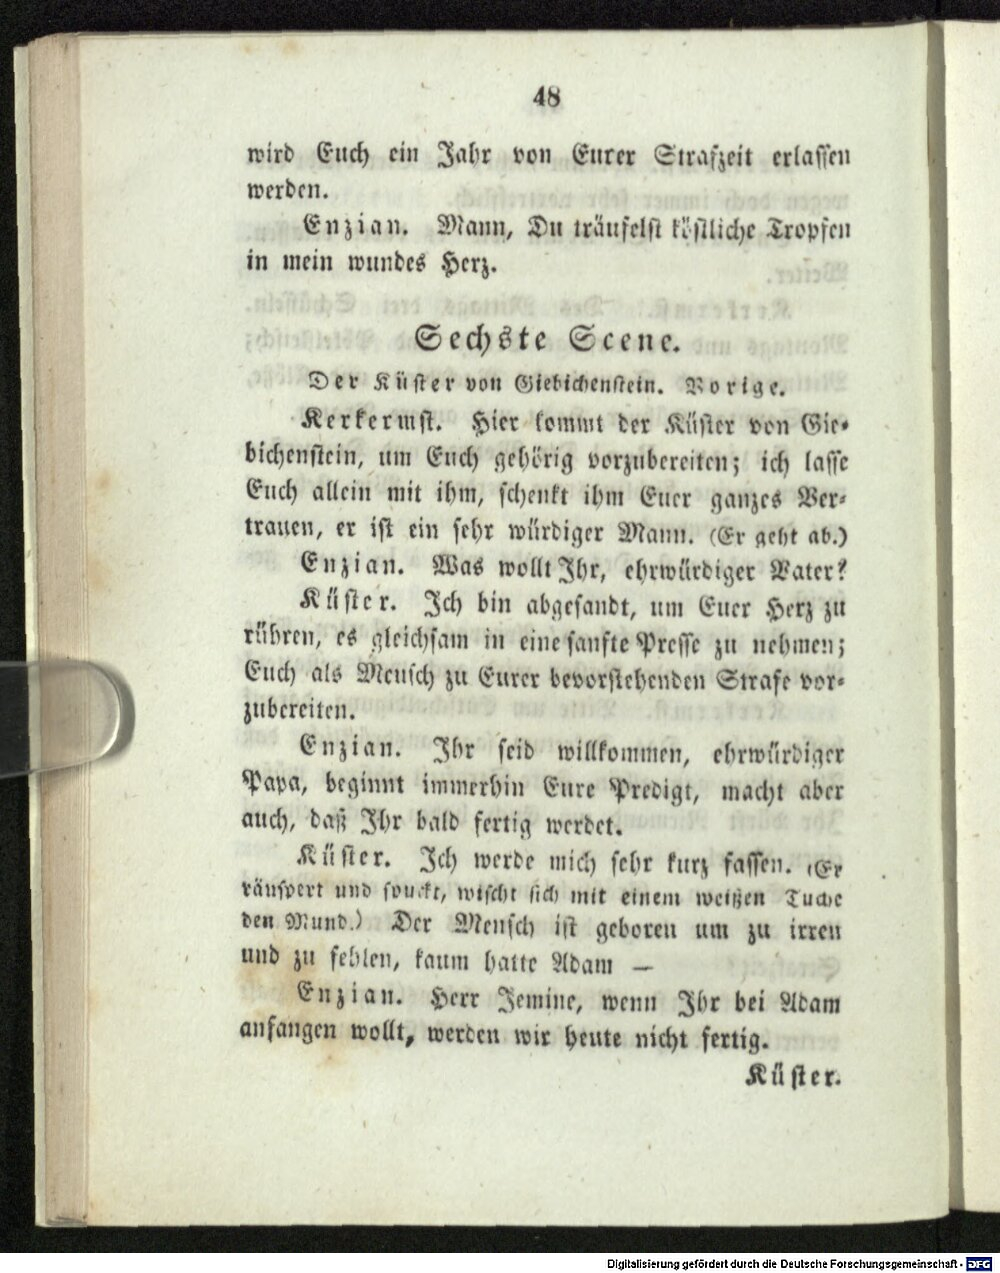 48
wird Euch ein Jahr von Eurer Strafzeit erlassen
werden.
Enzian. Mann, Du träufelst köstliche Tropfen
in mein wundes Herz.
Sechste Scene.
Der Küster von Giebichenstein. Vorige.
Kerkermst. Hier kommt der Küster von Gie-
bichenstein, um Euch gehörig vorzubereiten; ich lasse
Euch allein mit ihm, schenkt ihm Euer ganzes Ver-
trauen, er ist ein sehr würdiger Mann. (Er geht ab.)
Enzian. Was wollt Ihr, ehrwürdiger Vater?
Küster. Ich bin abgesandt, um Euer Herz zu
rühren, es gleichsam in eine sanfte Presse zu nehmen;
Euch als Mensch zu Eurer bevorstehenden Strafe vor-
zubereiten.
Enzian. Ihr seid willkommen, ehrwürdiger
Papa, beginnt immerhin Eure Predigt, macht aber
auch, daß Ihr bald fertig werdet.
Küster. Ich werde mich sehr kurz fassen. (Er
räuspert und spuckt, wischt sich mit einem weißen Tuche
den Mund.) Der Mensch ist geboren um zu irren
und zu fehlen, kaum hatte Adam —
Enzian. Herr Jemine, wenn Ihr bei Adam
anfangen wollt, werden wir heute nicht fertig.
Küster.
Digitalisierung gefördert durch die Deutsche Forschungsgemeinschaft - DFG